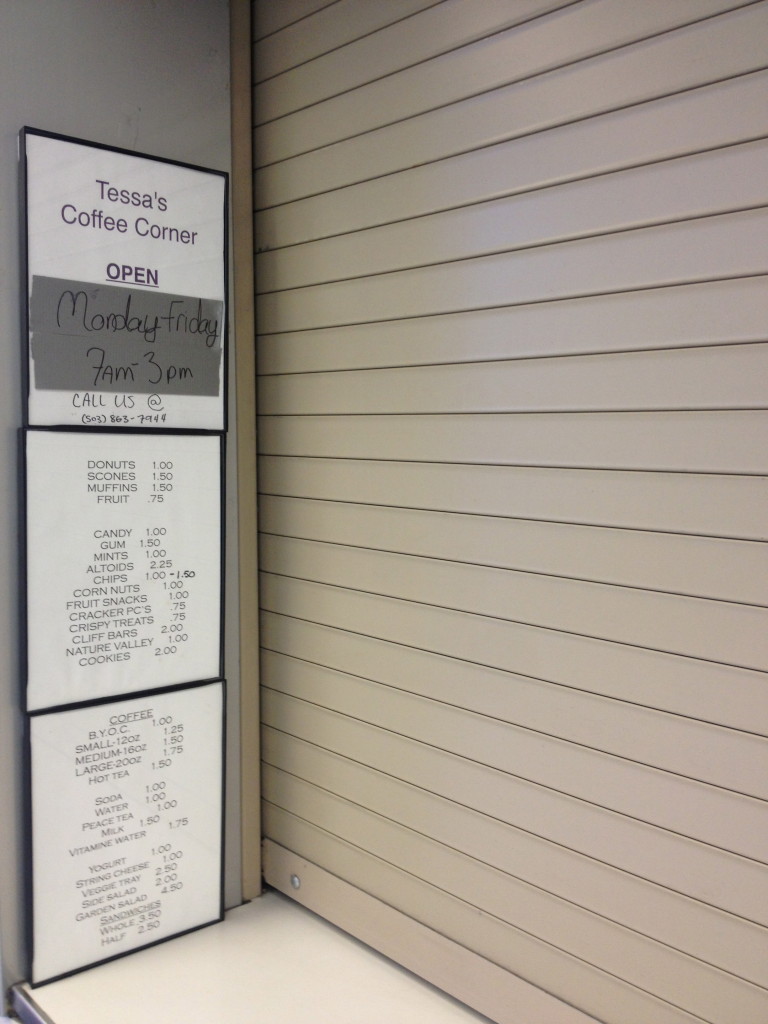 Tessa's
Coffee Corner
OPEN
Monday-Friday
7AM-3pm
CALL US @
(503) 863-7944
DONUTS 1.00
SCONES 1.50
MUFFINS 1.50
FRUIT .75
CANDY 1.00
GUM 1.50
MINTS 1.00
ALTOIDS 2.25
CHIPS 1.00 -1.50
CORN NUTS 1.00
FRUIT SNACKS 1.00
CRACKER PC'S .75
CRISPY TREATS .75
CLIFF BARS 2.00
NATURE VALLEY 1.00
COOKIES 2.00
COFFEE
B.Y.O.C. 1.00
SMALL-12OZ 1.25
MEDIUM-16OZ 1.50
LARGE-20OZ 1.75
HOT TEA 1.50
SODA 1.00
WATER 1.00
PEACE TEA 1.00
MILK 1.50
VITAMINE WATER 1.75
YOGURT 1.00
STRING CHEESE 1.00
VEGGIE TRAY 2.50
SIDE SALAD 2.00
GARDEN SALAD 4.50
SANDWICHES
WHOLE 3.50
HALF 2.50